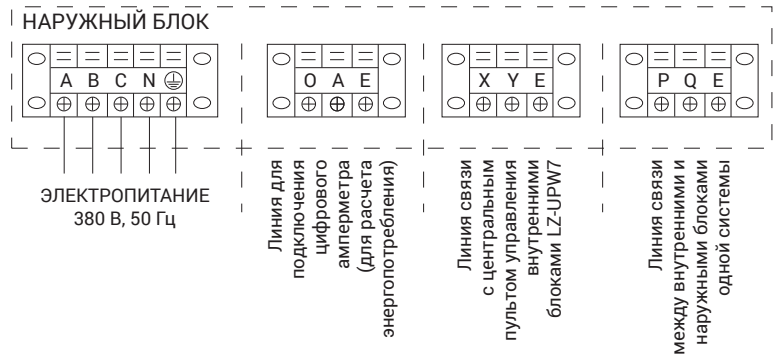 НАРУЖНЫЙ БЛОК
A B C N
O A E
X Y E
P Q E
ЭЛЕКТРОПИТАНИЕ
380 В, 50 Гц
Линия для
подключения
цифрового
амперметра
(для расчета
энергопотребления)
Линия связи
с центральным
пультом управления
внутренними
блоками LZ-UPW7
Линия связи
между внутренними и
наружными блоками
одной системы